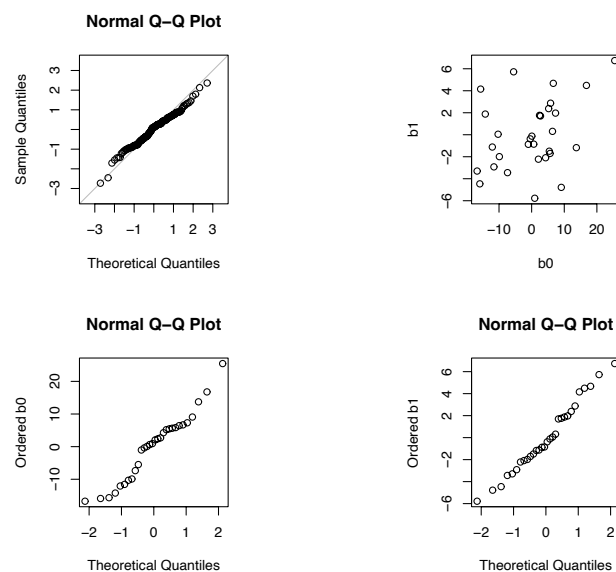 Normal Q−Q Plot
Sample Quantiles
3
1
−1
−3
−3 −1 0 1 2 3
Theoretical Quantiles
b1
6
4
2
0
−2
−6
−10 0 10 20
b0
Normal Q−Q Plot
Ordered b0
20
10
0
−10
−2 −1 0 1 2
Theoretical Quantiles
Normal Q−Q Plot
Ordered b1
6
4
2
0
−2
−6
−2 −1 0 1 2
Theoretical Quantiles